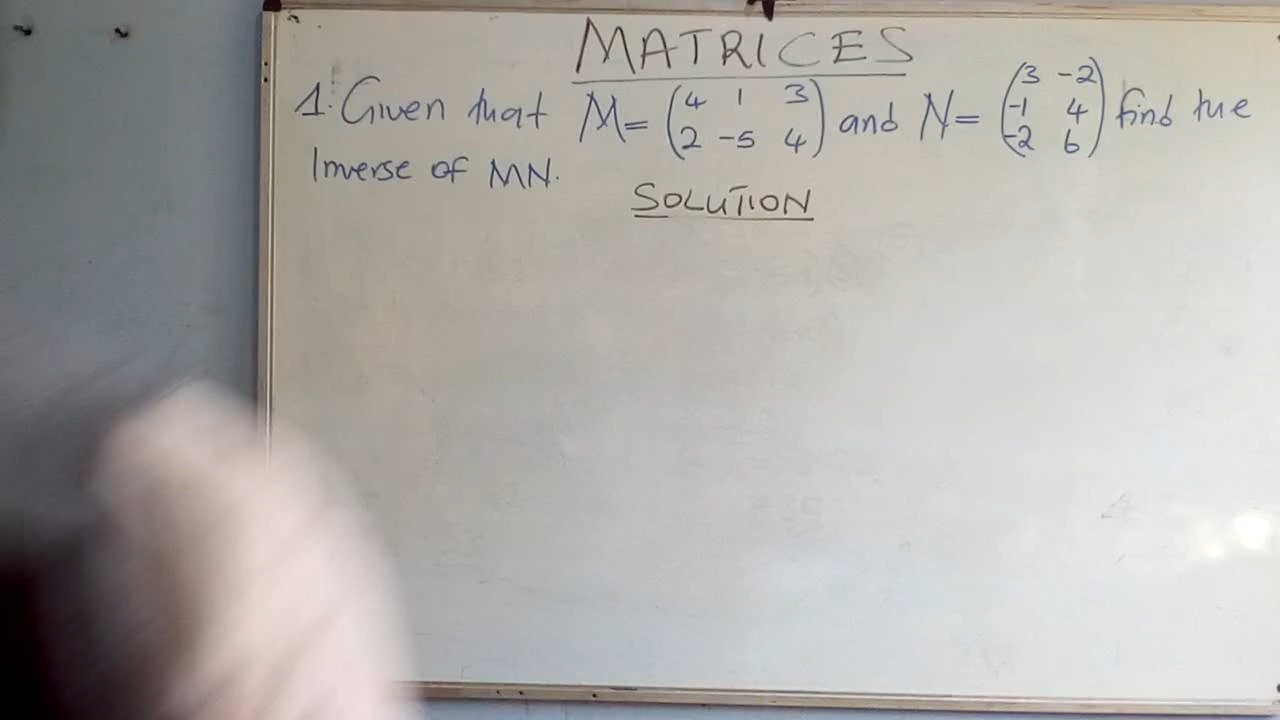 MATRICES
1. Given that M= (4 1 3 and N= (3 -2
2 -5 4) -1 4
-2 6) find the
Inverse of MN.
SOLUTION